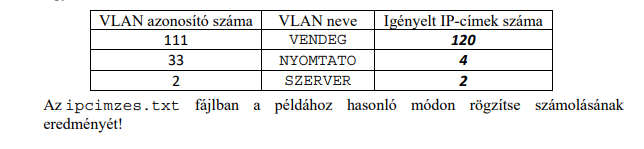 VLAN azonosító száma VLAN neve Igényelt IP-címek száma
111 VENDEG 120
33 NYOMTATO 4
2 SZERVER 2
Az ipcimzes.txt fájlban a példához hasonló módon rögzítse számolásának
eredményét!